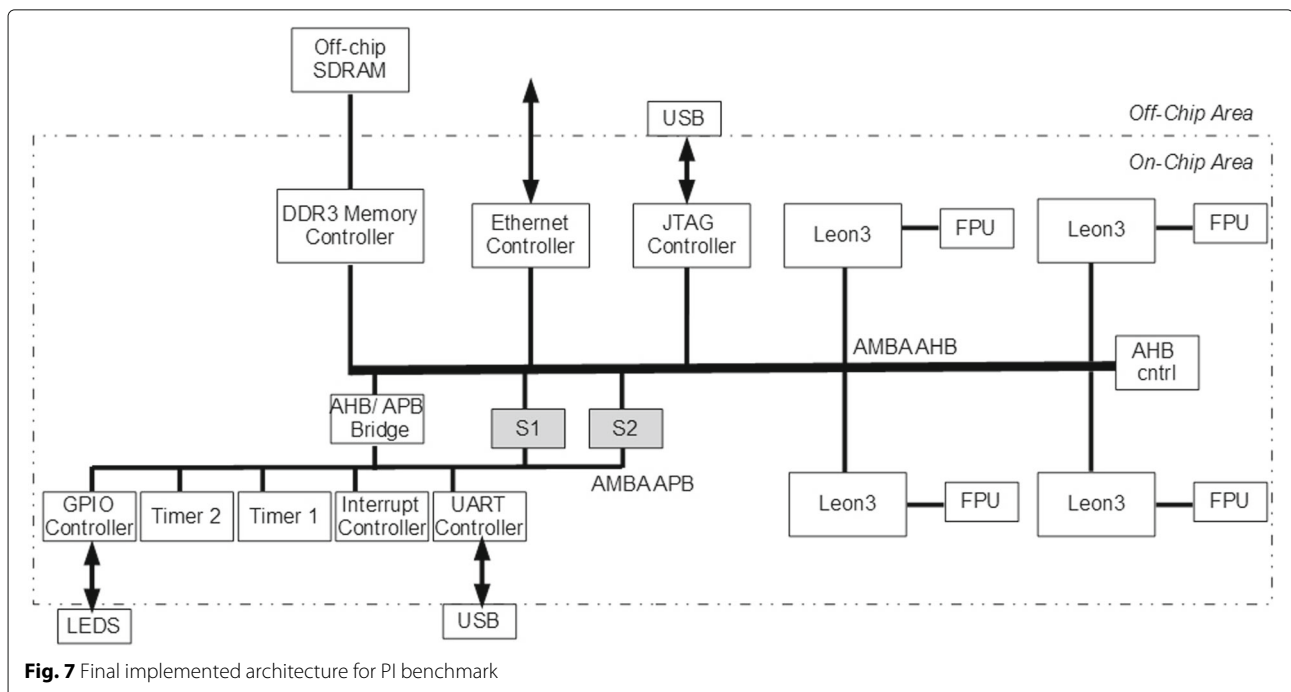 Off-chip
SDRAM
USB
Off-Chip Area
On-Chip Area
DDR3 Memory
Controller
Ethernet
Controller
JTAG
Controller
Leon3
FPU
Leon3
FPU
AMBA AHB
AHB
cntrl
AHB/ APB
Bridge
S1
S2
AMBA APB
GPIO
Controller
Timer 2
Timer 1
Interrupt
Controller
UART
Controller
Leon3
FPU
Leon3
FPU
LEDS
USB
Fig. 7 Final implemented architecture for PI benchmark